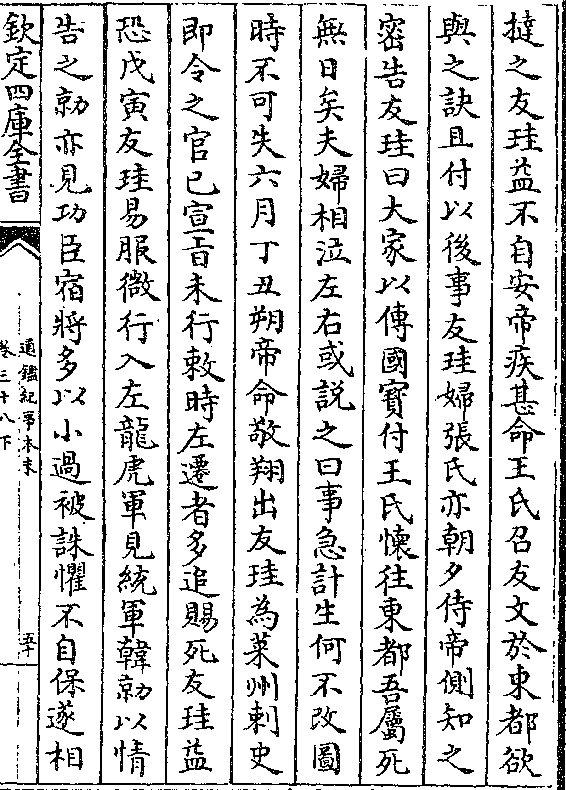 撻之友珪益不自安帝疾甚命王氏召友文於東都欲
與之訣且付以後事友珪婦張氏亦朝夕侍帝側知之
密告友珪曰大家以傳國寳付王氏懷往東都吾屬死
無日矣夫婦相泣左右或説之曰事急計生何不改圖
時不可失六月丁丑朔帝命敬翔出友珪為萊州刺史
即令之官已宣旨未行敕時左遷者多追賜死友珪益
恐戊寅友珪易服微行入左龍虎軍見統軍韓勍以情
告之勍亦見功臣宿將多以小過被誅懼不自保遂相
欽定四庫全書
通鑑紀事本末
卷三十八下
五十